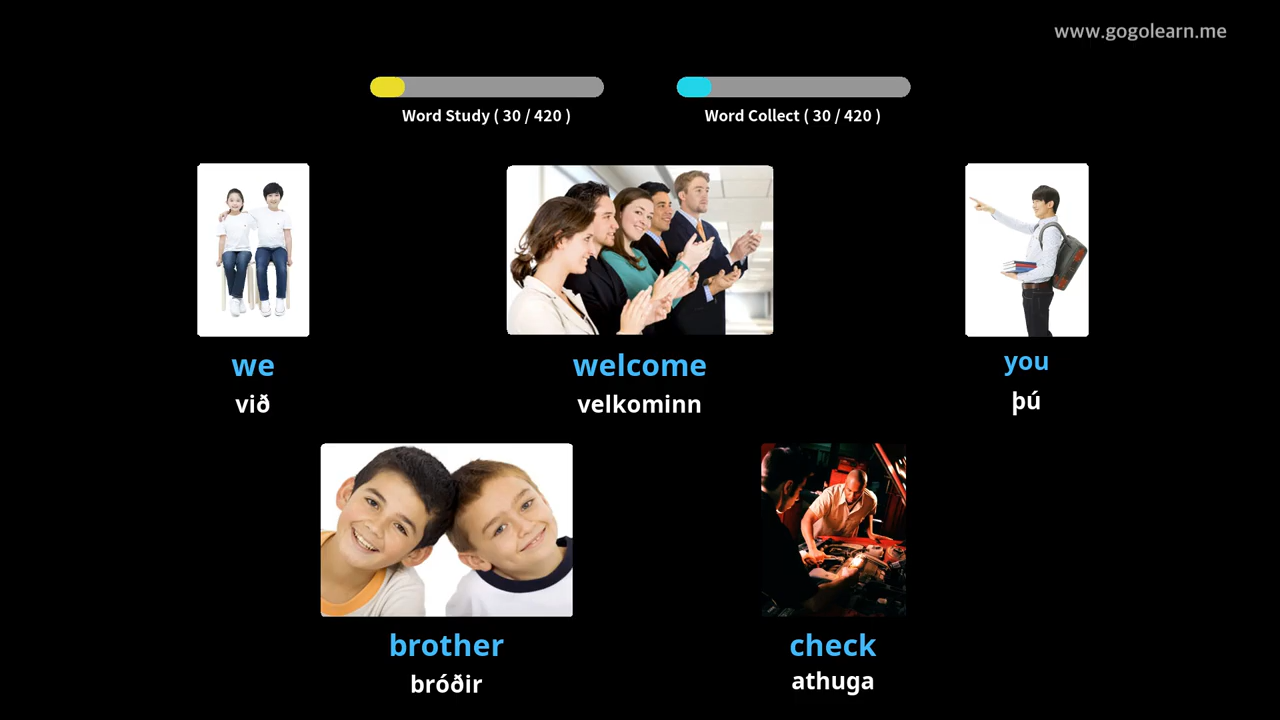 www.gogolearn.me
Word Study ( 30 / 420 )
Word Collect ( 30 / 420 )
we
við
welcome
velkominn
you
þú
brother
bróðir
check
athuga